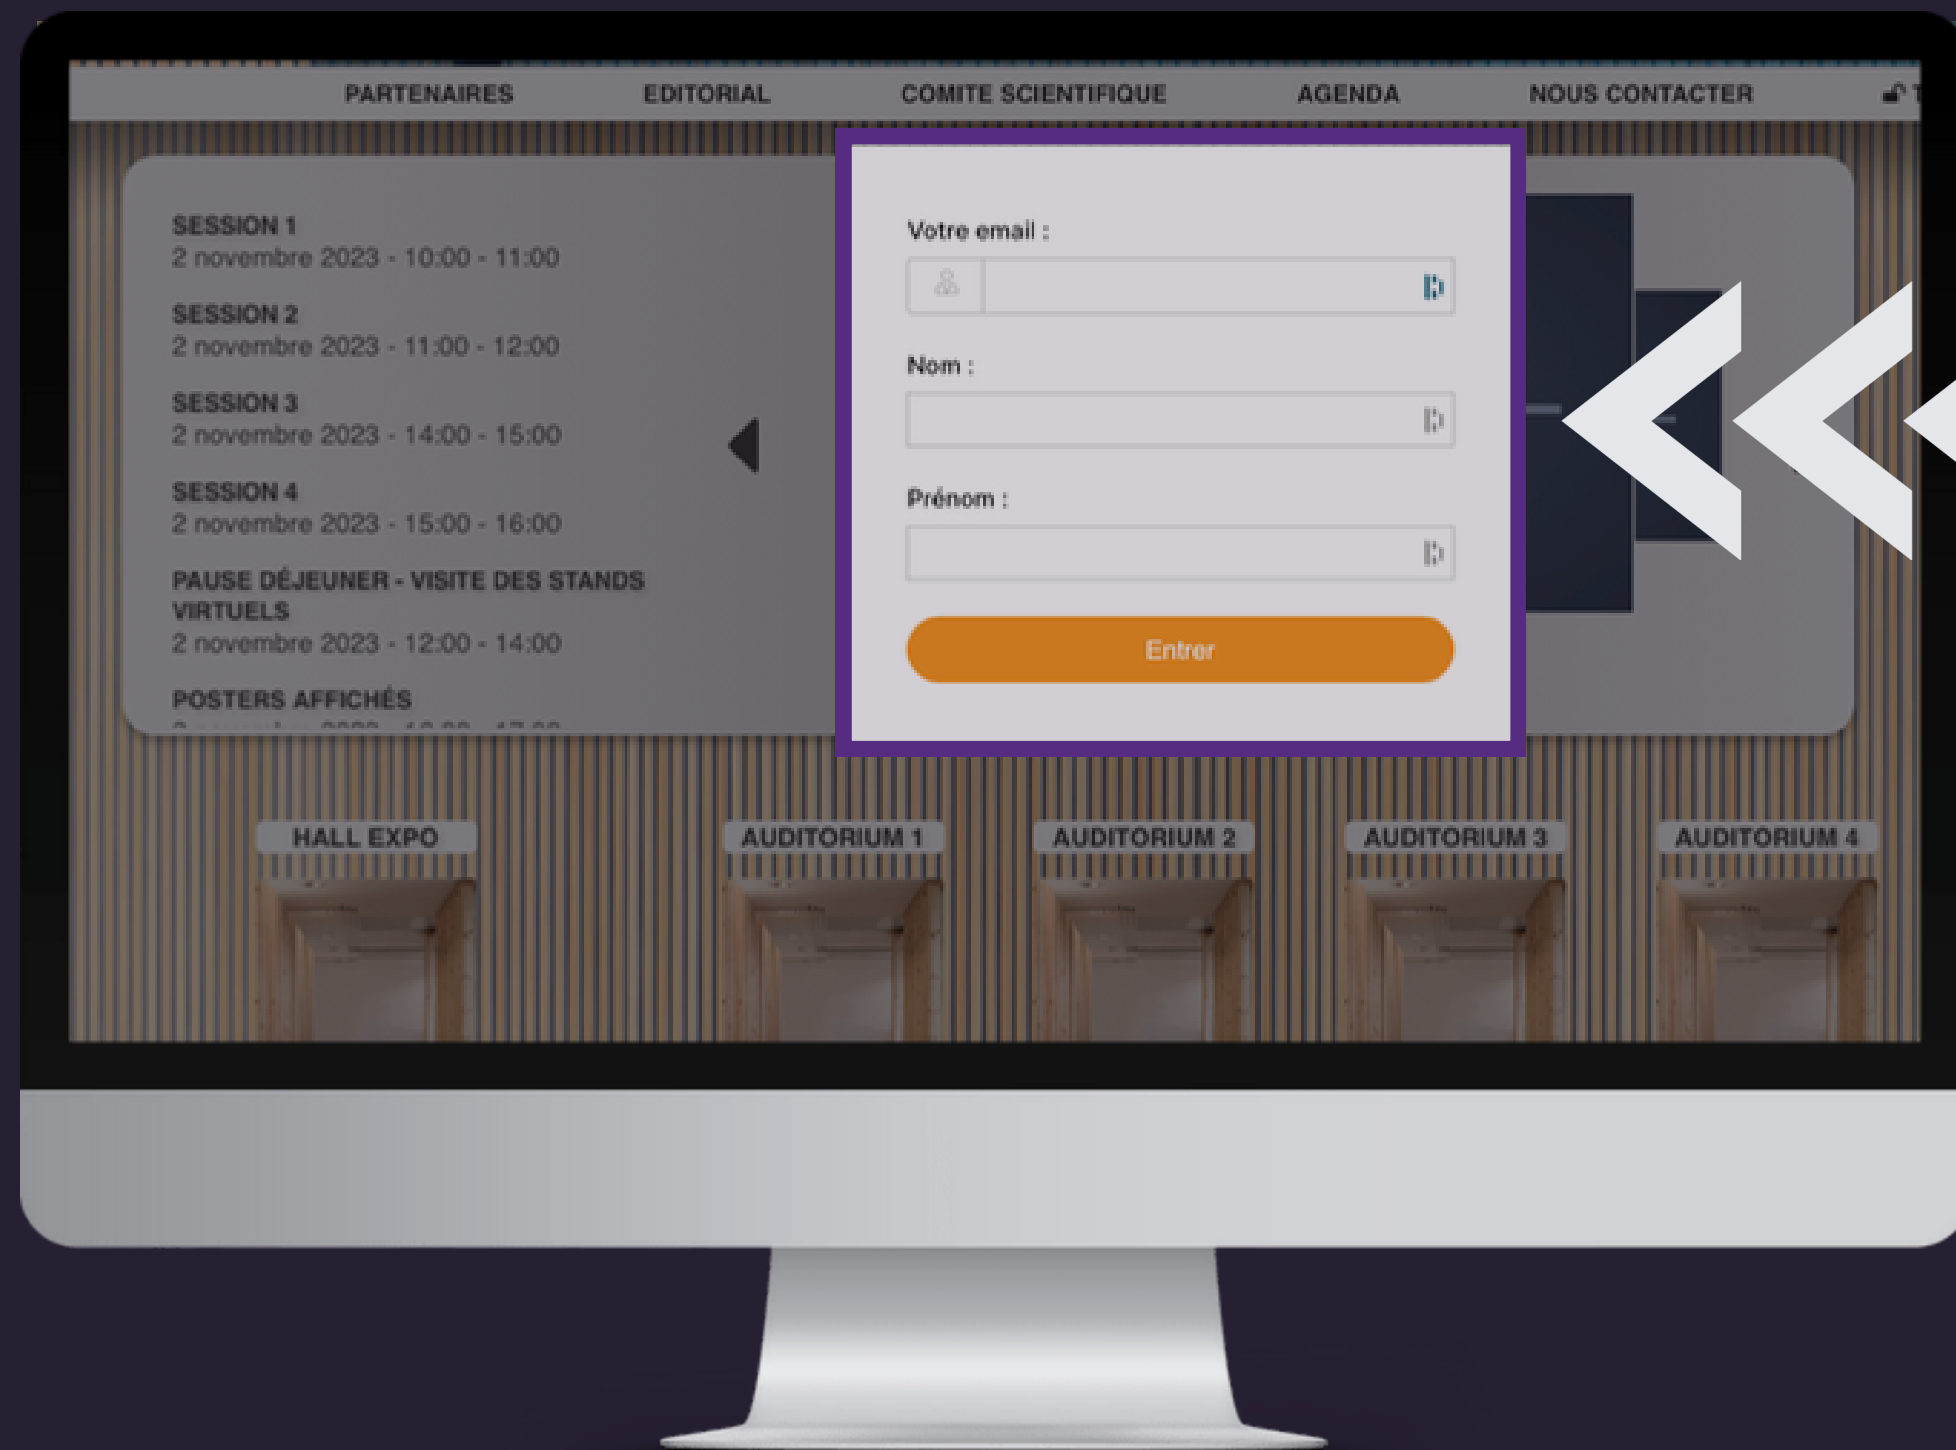 PARTENAIRES EDITORIAL COMITE SCIENTIFIQUE AGENDA NOUS CONTACTER
SESSION 1
2 novembre 2023 - 10:00 - 11:00
SESSION 2
2 novembre 2023 - 11:00 - 12:00
SESSION 3
2 novembre 2023 - 14:00 - 15:00
SESSION 4
2 novembre 2023 - 15:00 - 16:00
PAUSE DÉJEUNER - VISITE DES STANDS
VIRTUELS
2 novembre 2023 - 12:00 - 14:00
POSTERS AFFICHÉS
Votre email :
Nom :
Prénom :
Entrer
HALL EXPO AUDITORIUM 1 AUDITORIUM 2 AUDITORIUM 3 AUDITORIUM 4